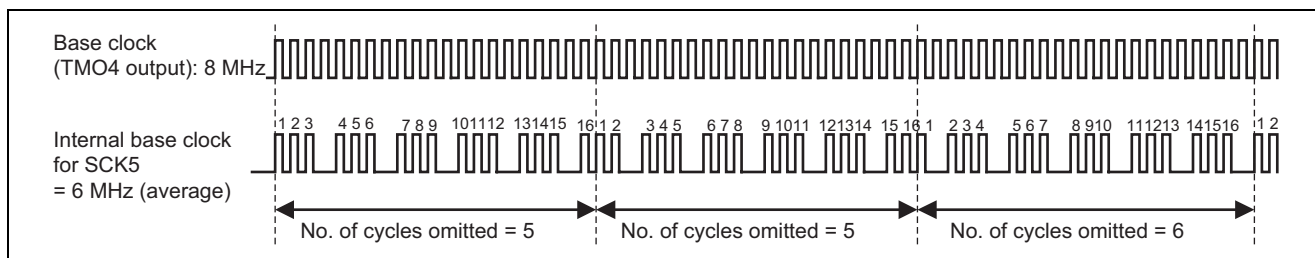 Base clock
(TMO4 output): 8 MHz
Internal base clock
for SCK5
= 6 MHz (average)
1 2 3 4 5 6 7 8 9 10 11 12 13 14 15 16 1 2 3 4 5 6 7 8 9 10 11 12 13 14 15 16 1 2 3 4 5 6 7 8 9 10 11 12 13 14 15 16 1 2
No. of cycles omitted = 5 No. of cycles omitted = 5 No. of cycles omitted = 6